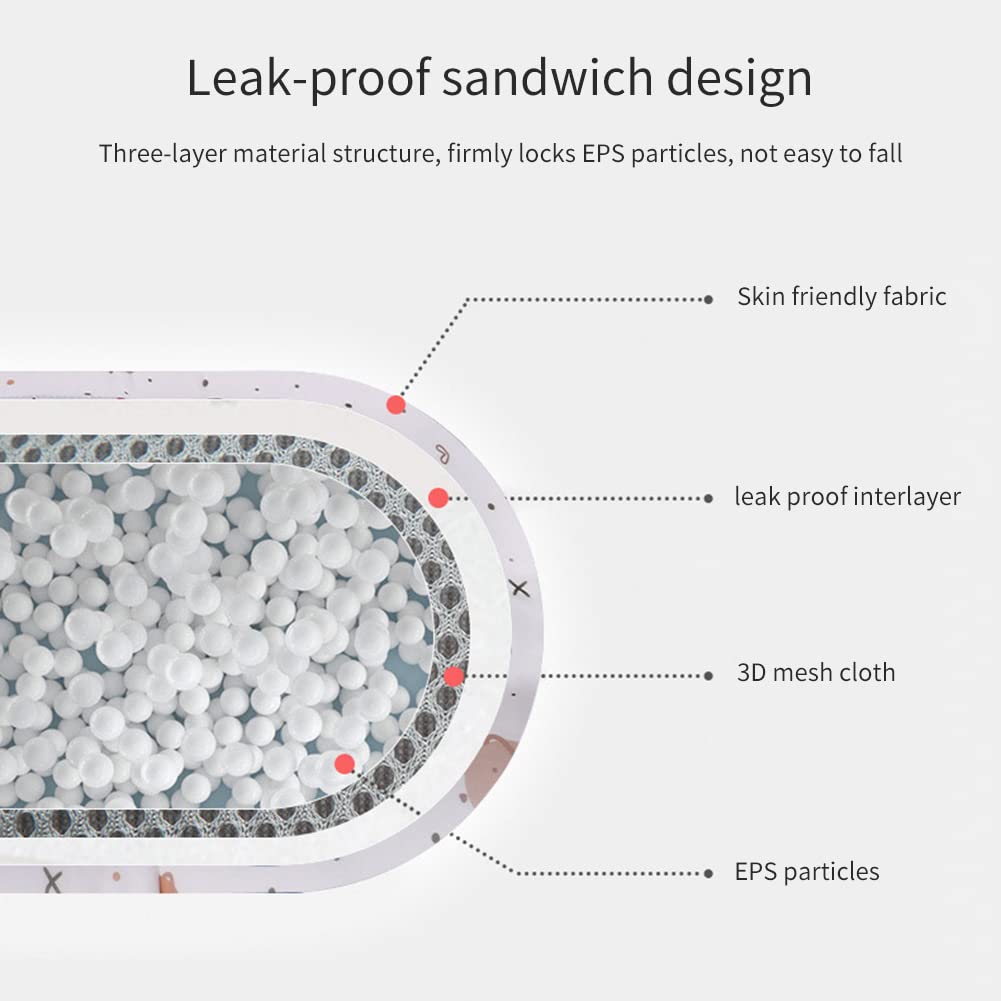 Leak-proof sandwich design
Three-layer material structure, firmly locks EPS particles, not easy to fall
Skin friendly fabric
leak proof interlayer
3D mesh cloth
EPS particles